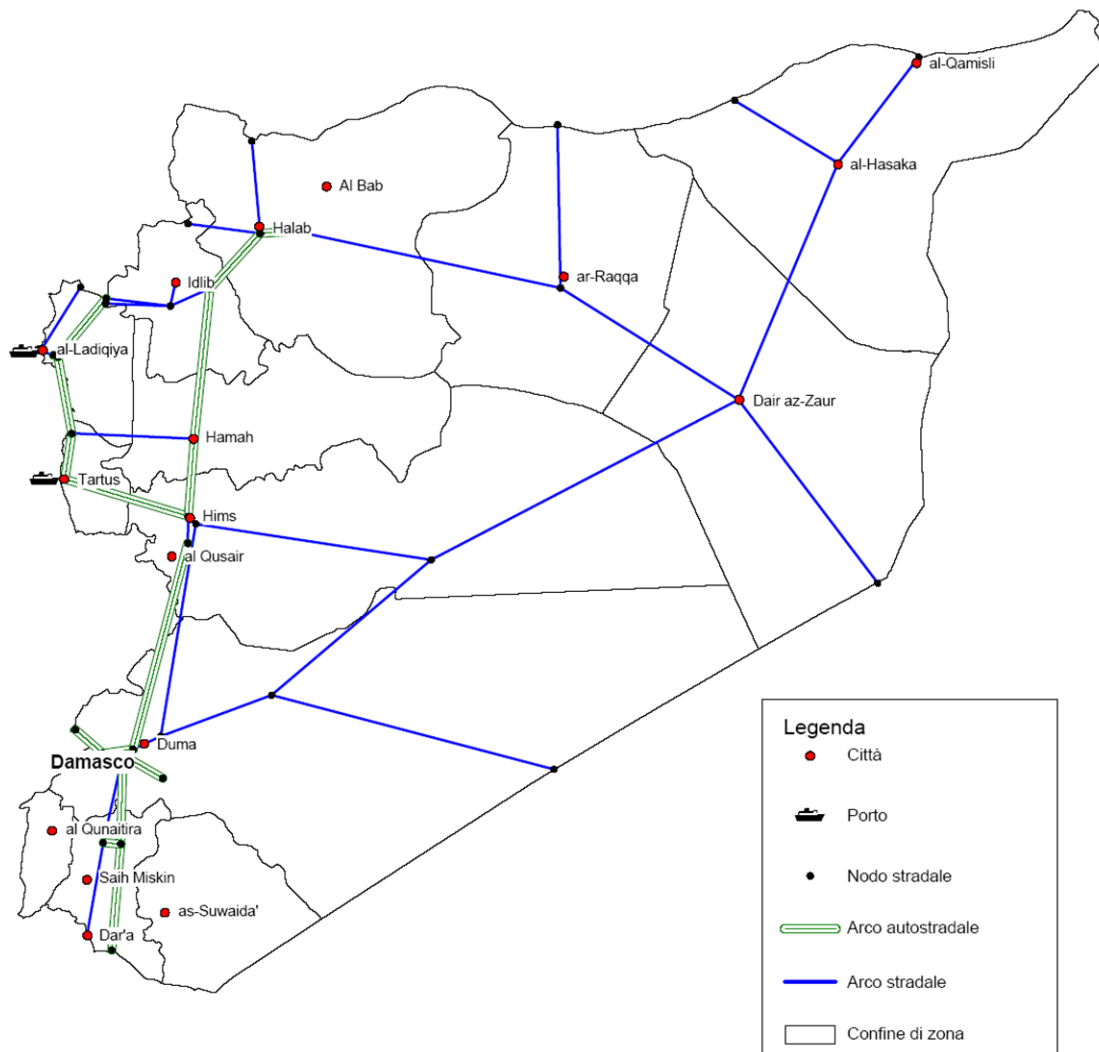 al-Qamisli
al-Hasaka
Al Bab
Halab
Idlib
ar-Raqqa
al-Ladiqiya
Dair az-Zaur
Hamah
Tartus
Hims
al Qusair
Duma
Damasco
al Qunaitira
Saih Miskin
as-Suwaida'
Dar'a
Legenda
Città
Porto
Nodo stradale
Arco autostradale
Arco stradale
Confine di zona